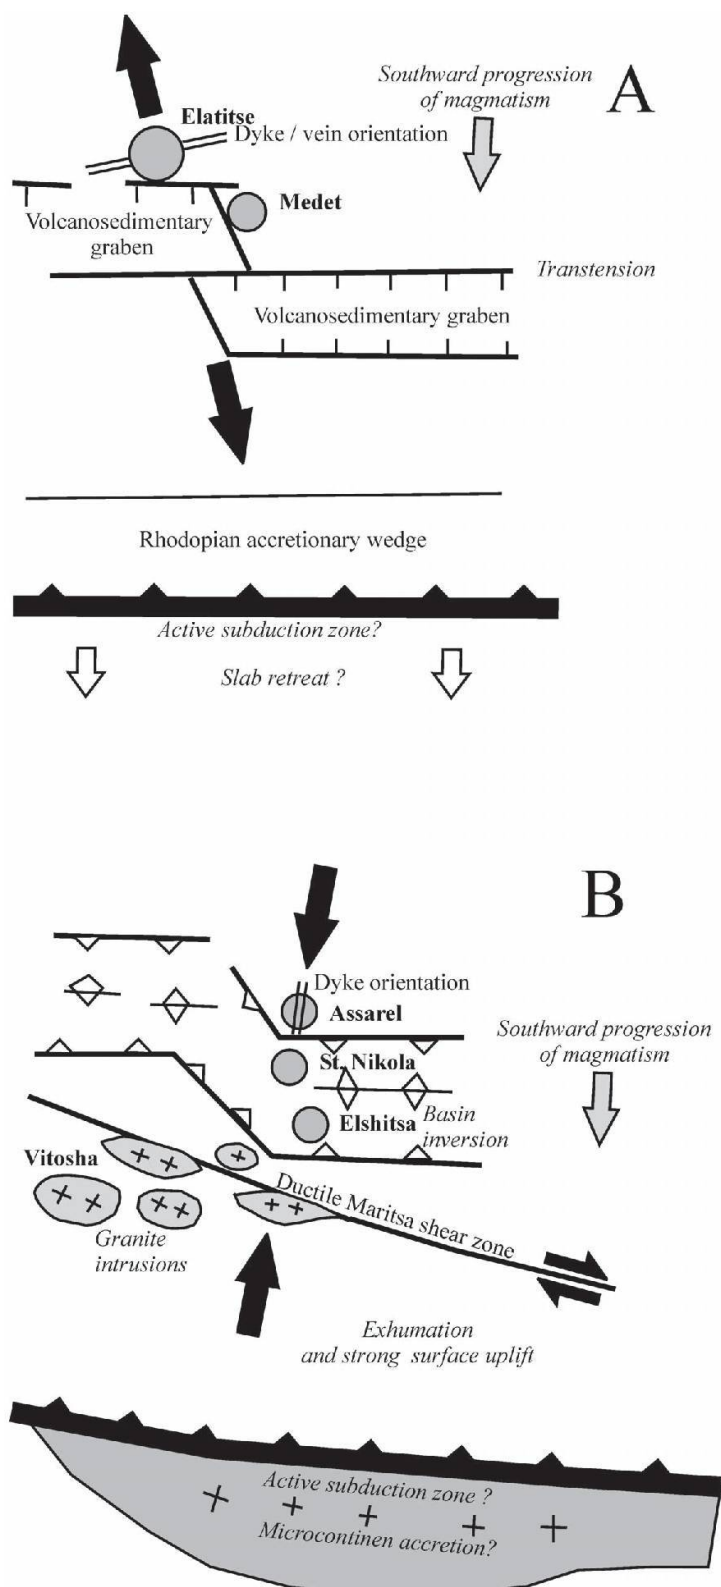 Southward progression
of magmatism
A
Elatitse
Dyke / vein orientation
Medet
Volcanosedimentary
graben
Transtension
Volcanosedimentary graben
Rhodopian accretionary wedge
Active subduction zone?
Slab retreat ?
B
Dyke orientation
Assarel
Southward progression
of magmatism
St. Nikola
Elshitsa
Basin
inversion
Vitosha
Ductile Maritsa shear zone
Granite
intrusions
Exhumation
and strong surface uplift
Active subduction zone ?
Microcontinen accretion?